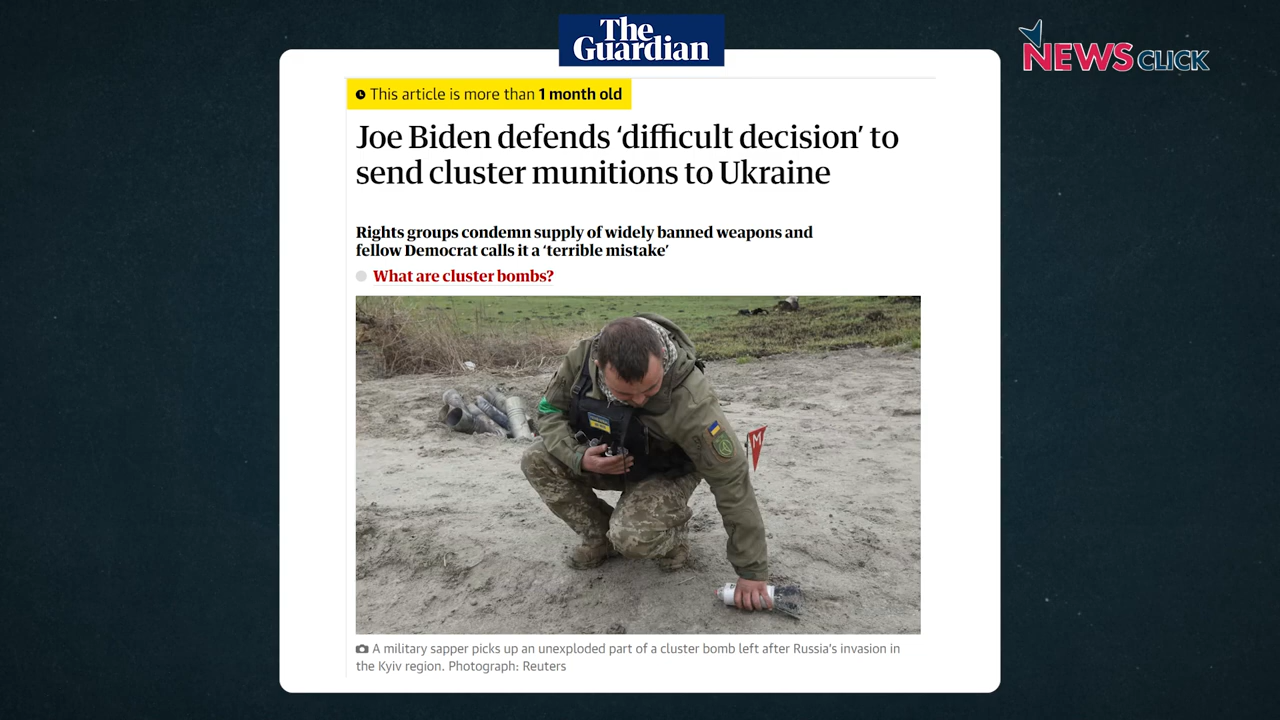 The
Guardian
NEWSCLICK
This article is more than 1 month old
Joe Biden defends ‘difficult decision’ to
send cluster munitions to Ukraine
Rights groups condemn supply of widely banned weapons and
fellow Democrat calls it a ‘terrible mistake’
What are cluster bombs?
M
A military sapper picks up an unexploded part of a cluster bomb left after Russia’s invasion in
the Kyiv region. Photograph: Reuters